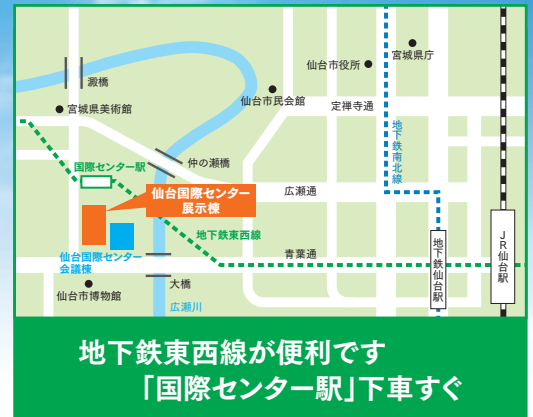 宮城県庁
仙台市役所
澱橋
仙台市民会館
宮城県美術館
定禅寺通
地下鉄南北線
国際センター駅
仲の瀬橋
仙台国際センター
展示棟
広瀬通
地下鉄東西線
青葉通
仙台国際センター
会議棟
地下鉄仙台駅
JR仙台駅
大橋
仙台市博物館
広瀬川
地下鉄東西線が便利です
「国際センター駅」下車すぐ